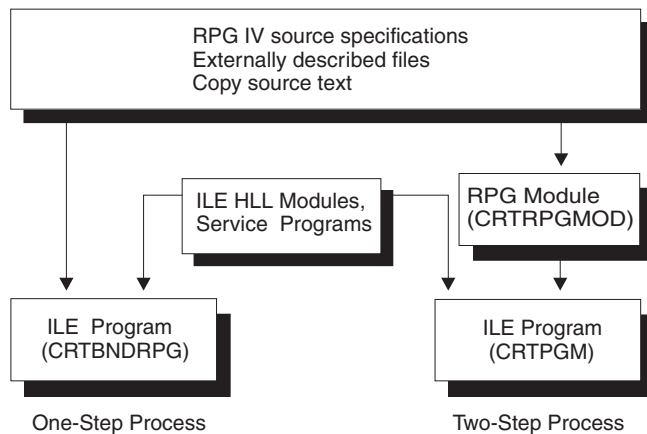 RPG IV source specifications
Externally described files
Copy source text
ILE HLL Modules,
Service Programs
RPG Module
(CRTRPGMOD)
ILE Program
(CRTBNDRPG)
ILE Program
(CRTPGM)
One-Step Process
Two-Step Process